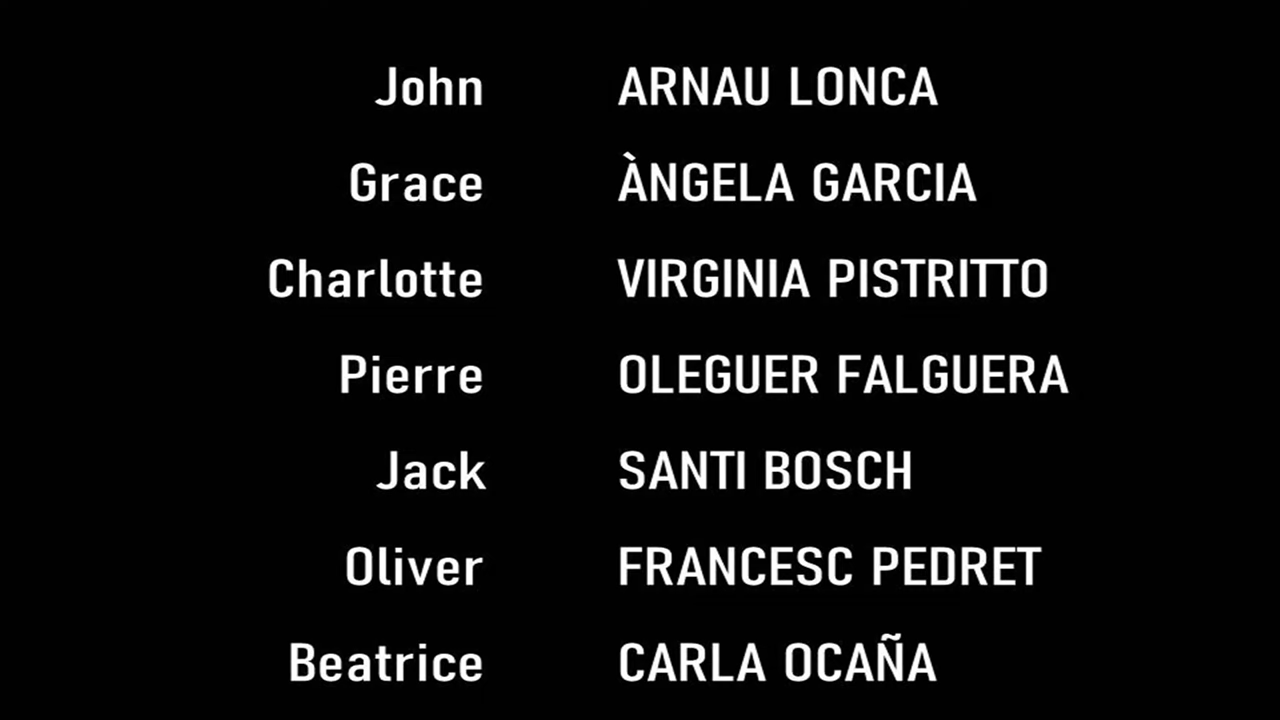 John ARNAU LONCA
Grace ÀNGELA GARCIA
Charlotte VIRGINIA PISTRITTO
Pierre OLEGUER FALGUERA
Jack SANTI BOSCH
Oliver FRANCESC PEDRET
Beatrice CARLA OCAÑA